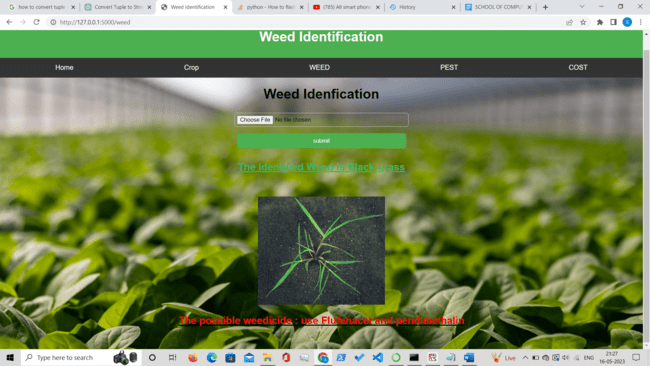 how to convert tuple
Convert Tuple to Strin
Weed identification
python - How to flash
(785) All smart phone
History
SCHOOL OF COMPU
http://127.0.0.1:5000/weed
Weed Identification
Home
Crop
WEED
PEST
COST
Weed Idenfication
Choose File No file chosen
submit
The Identified Weed is Black-grass
The possible weedicide : use Flufenacet and pendimethalin
Type here to search
Live
ENG
21:27
16-05-2023